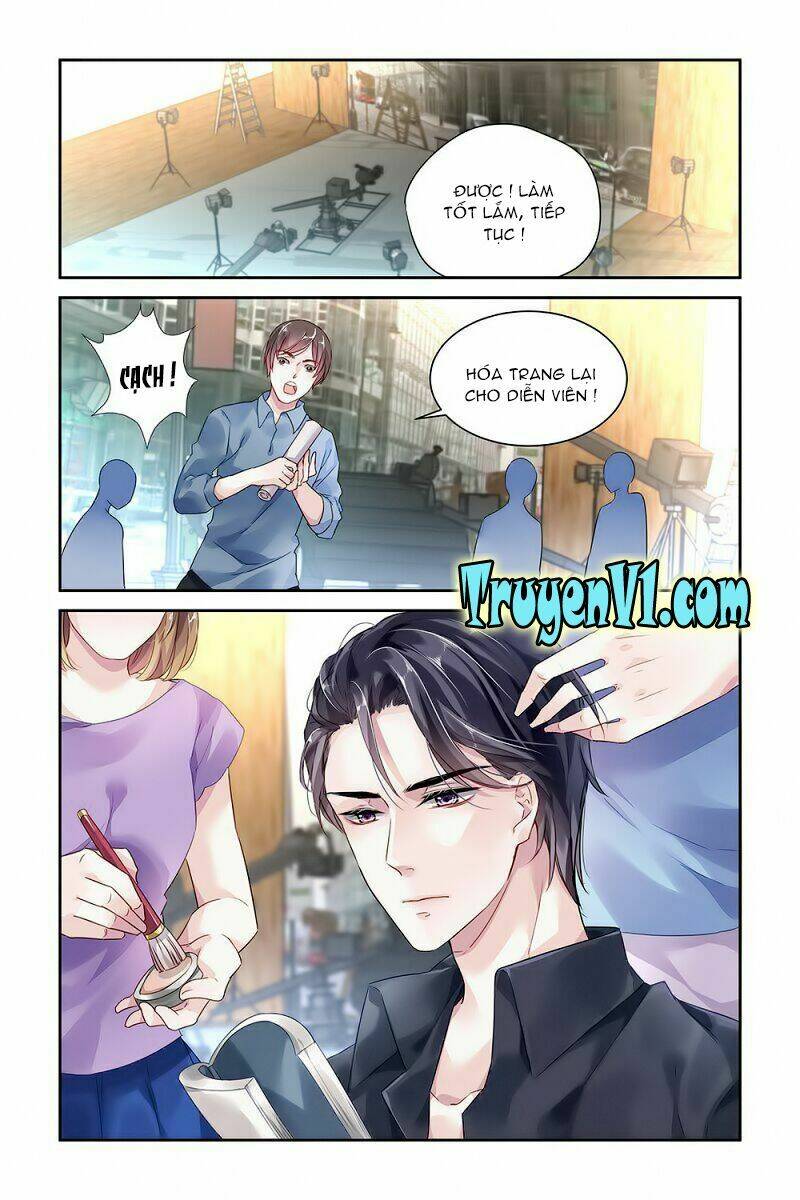 ĐƯỢC ! LÀM
TỐT LẮM, TIẾP
TỤC !
CẠCH !
HÓA TRANG LẠI
CHO DIỄN VIÊN !
TruyenV1.com